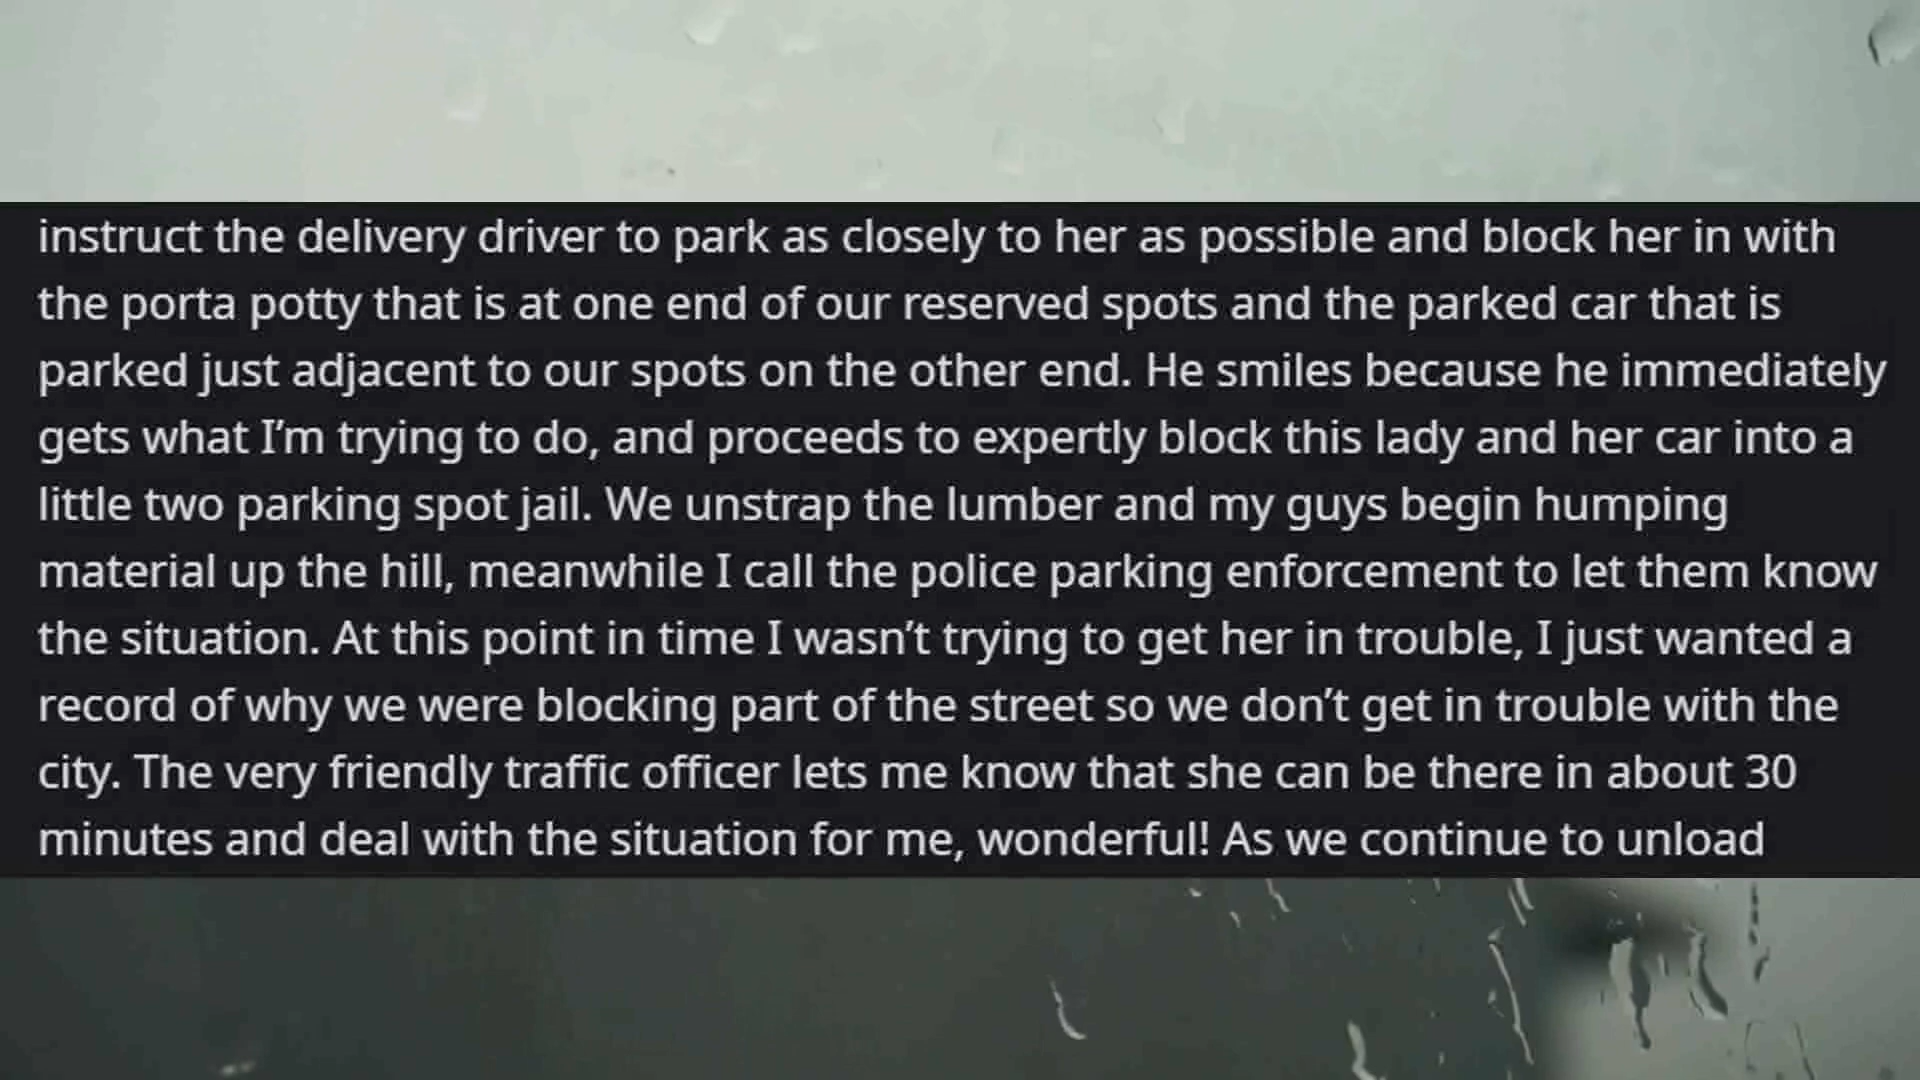 instruct the delivery driver to park as closely to her as possible and block her in with
the porta potty that is at one end of our reserved spots and the parked car that is
parked just adjacent to our spots on the other end. He smiles because he immediately
gets what I’m trying to do, and proceeds to expertly block this lady and her car into a
little two parking spot jail. We unstrap the lumber and my guys begin humping
material up the hill, meanwhile I call the police parking enforcement to let them know
the situation. At this point in time I wasn’t trying to get her in trouble, I just wanted a
record of why we were blocking part of the street so we don’t get in trouble with the
city. The very friendly traffic officer lets me know that she can be there in about 30
minutes and deal with the situation for me, wonderful! As we continue to unload